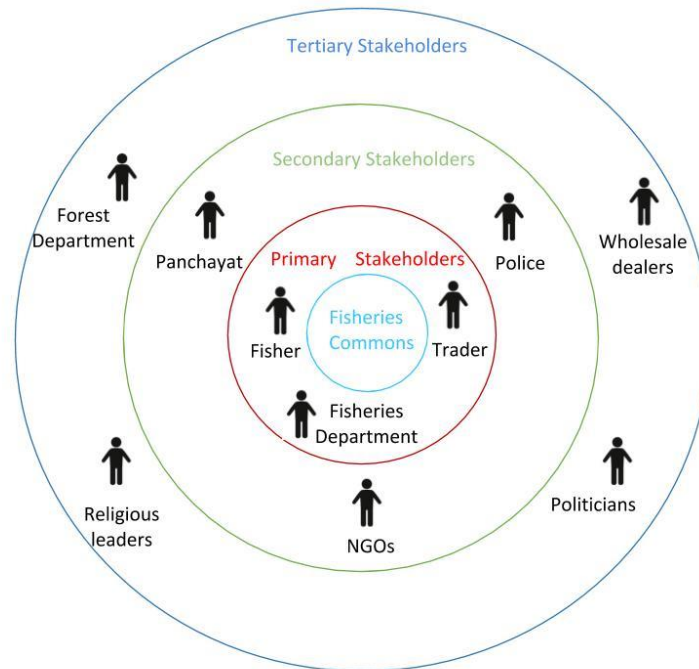 Tertiary Stakeholders
Secondary Stakeholders
Forest
Department
Panchayat
Police
Wholesale
dealers
Primary Stakeholders
Fisheries
Commons
Fisher
Trader
Fisheries
Department
Religious
leaders
NGOs
Politicians